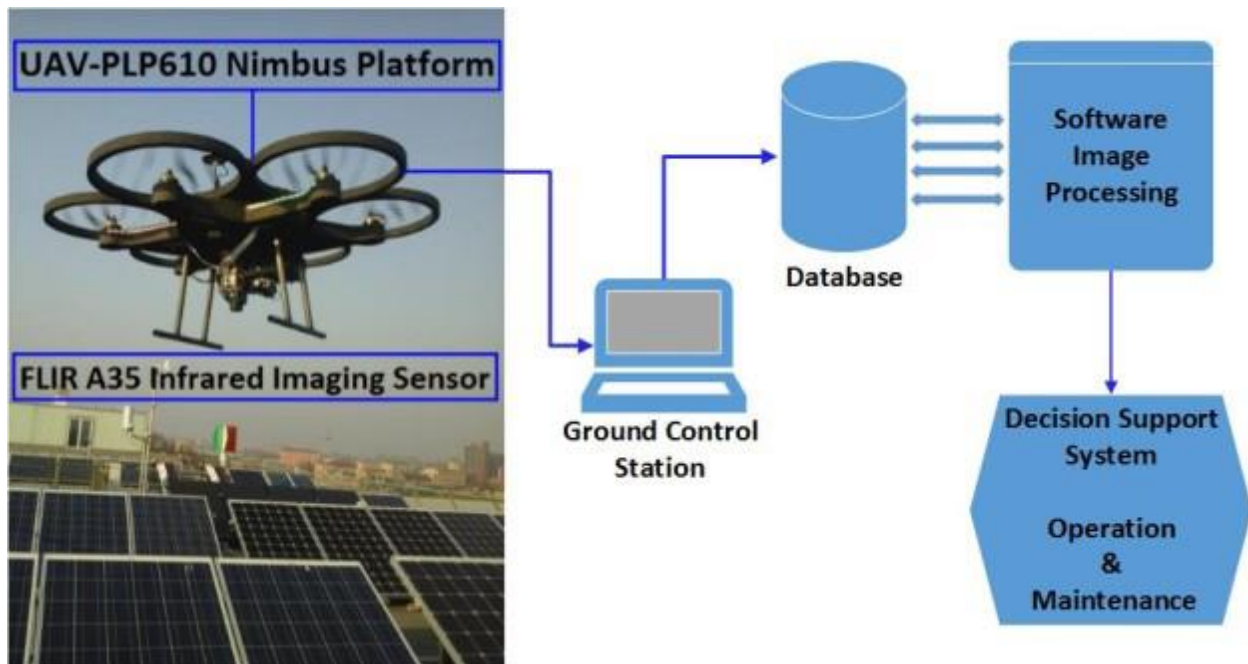 UAV-PLP610 Nimbus Platform
FLIR A35 Infrared Imaging Sensor
Ground Control
Station
Database
Software
Image
Processing
Decision Support
System
Operation
&
Maintenance